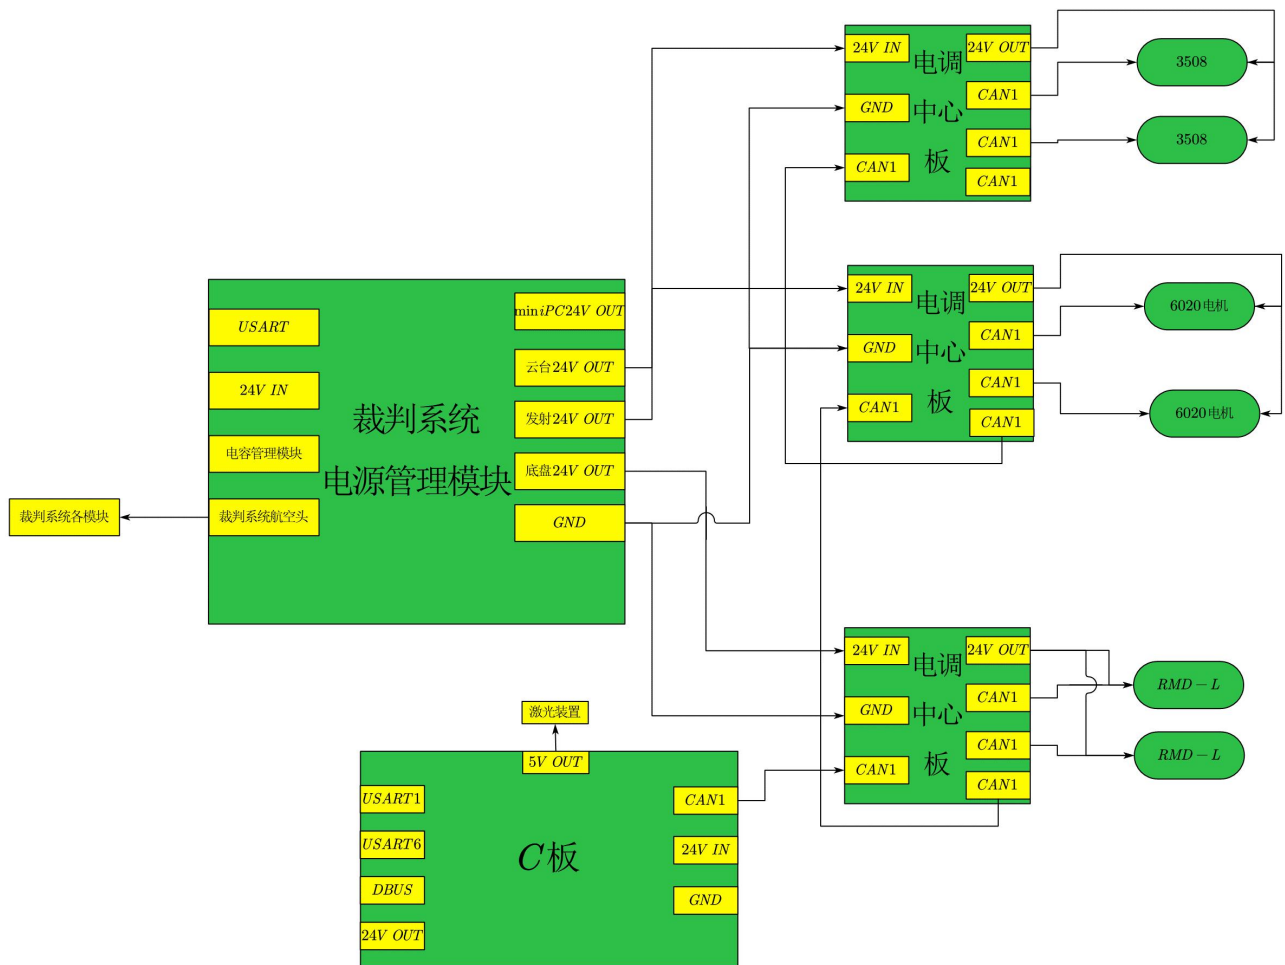 24V IN
24V OUT
电调
CAN1
GND
中心
CAN1
CAN1
板
CAN1
3508
3508
24V IN
24V OUT
电调
CAN1
GND
中心
CAN1
CAN1
板
CAN1
6020电机
6020电机
USART
24V IN
电容管理模块
裁判系统航空头
裁判系统各模块
裁判系统
电源管理模块
miniPC24V OUT
云台24V OUT
发射24V OUT
底盘24V OUT
GND
24V IN
24V OUT
电调
CAN1
GND
中心
CAN1
CAN1
板
CAN1
RMD-L
RMD-L
激光装置
5V OUT
USART1
USART6
DBUS
24V OUT
C板
CAN1
24V IN
GND